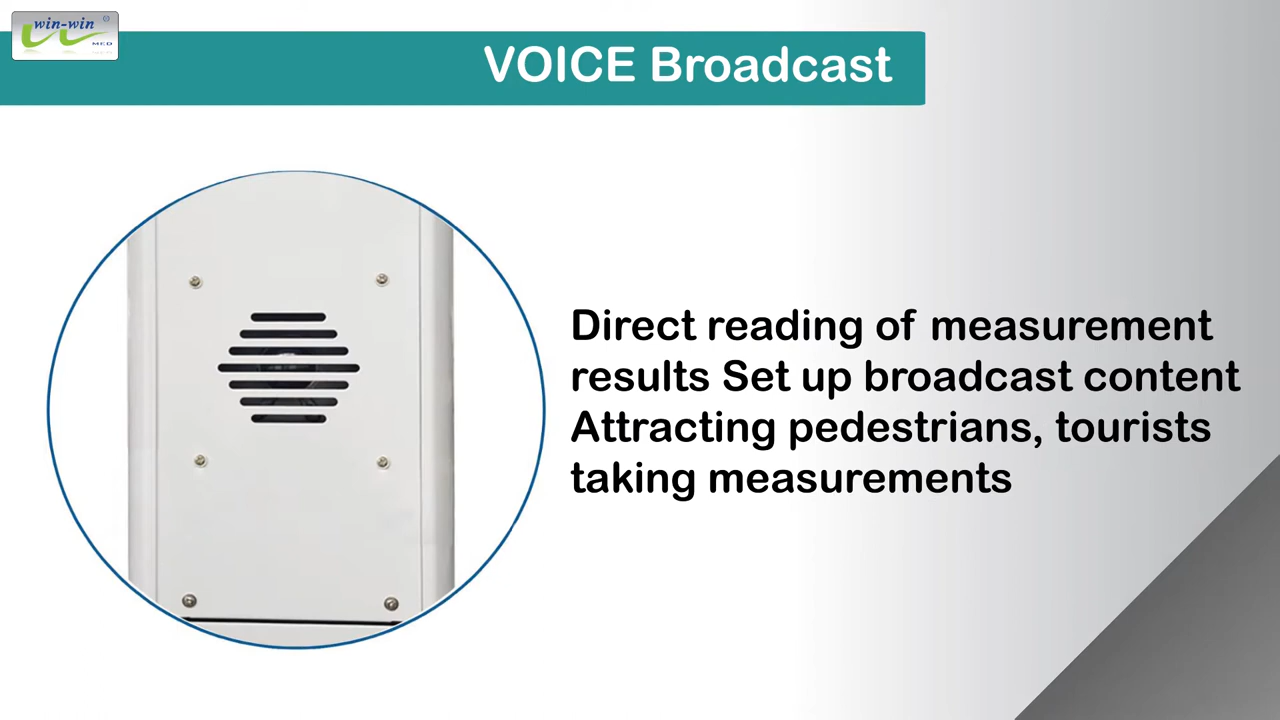 win-win ®
MED
VOICE Broadcast
Direct reading of measurement
results Set up broadcast content
Attracting pedestrians, tourists
taking measurements